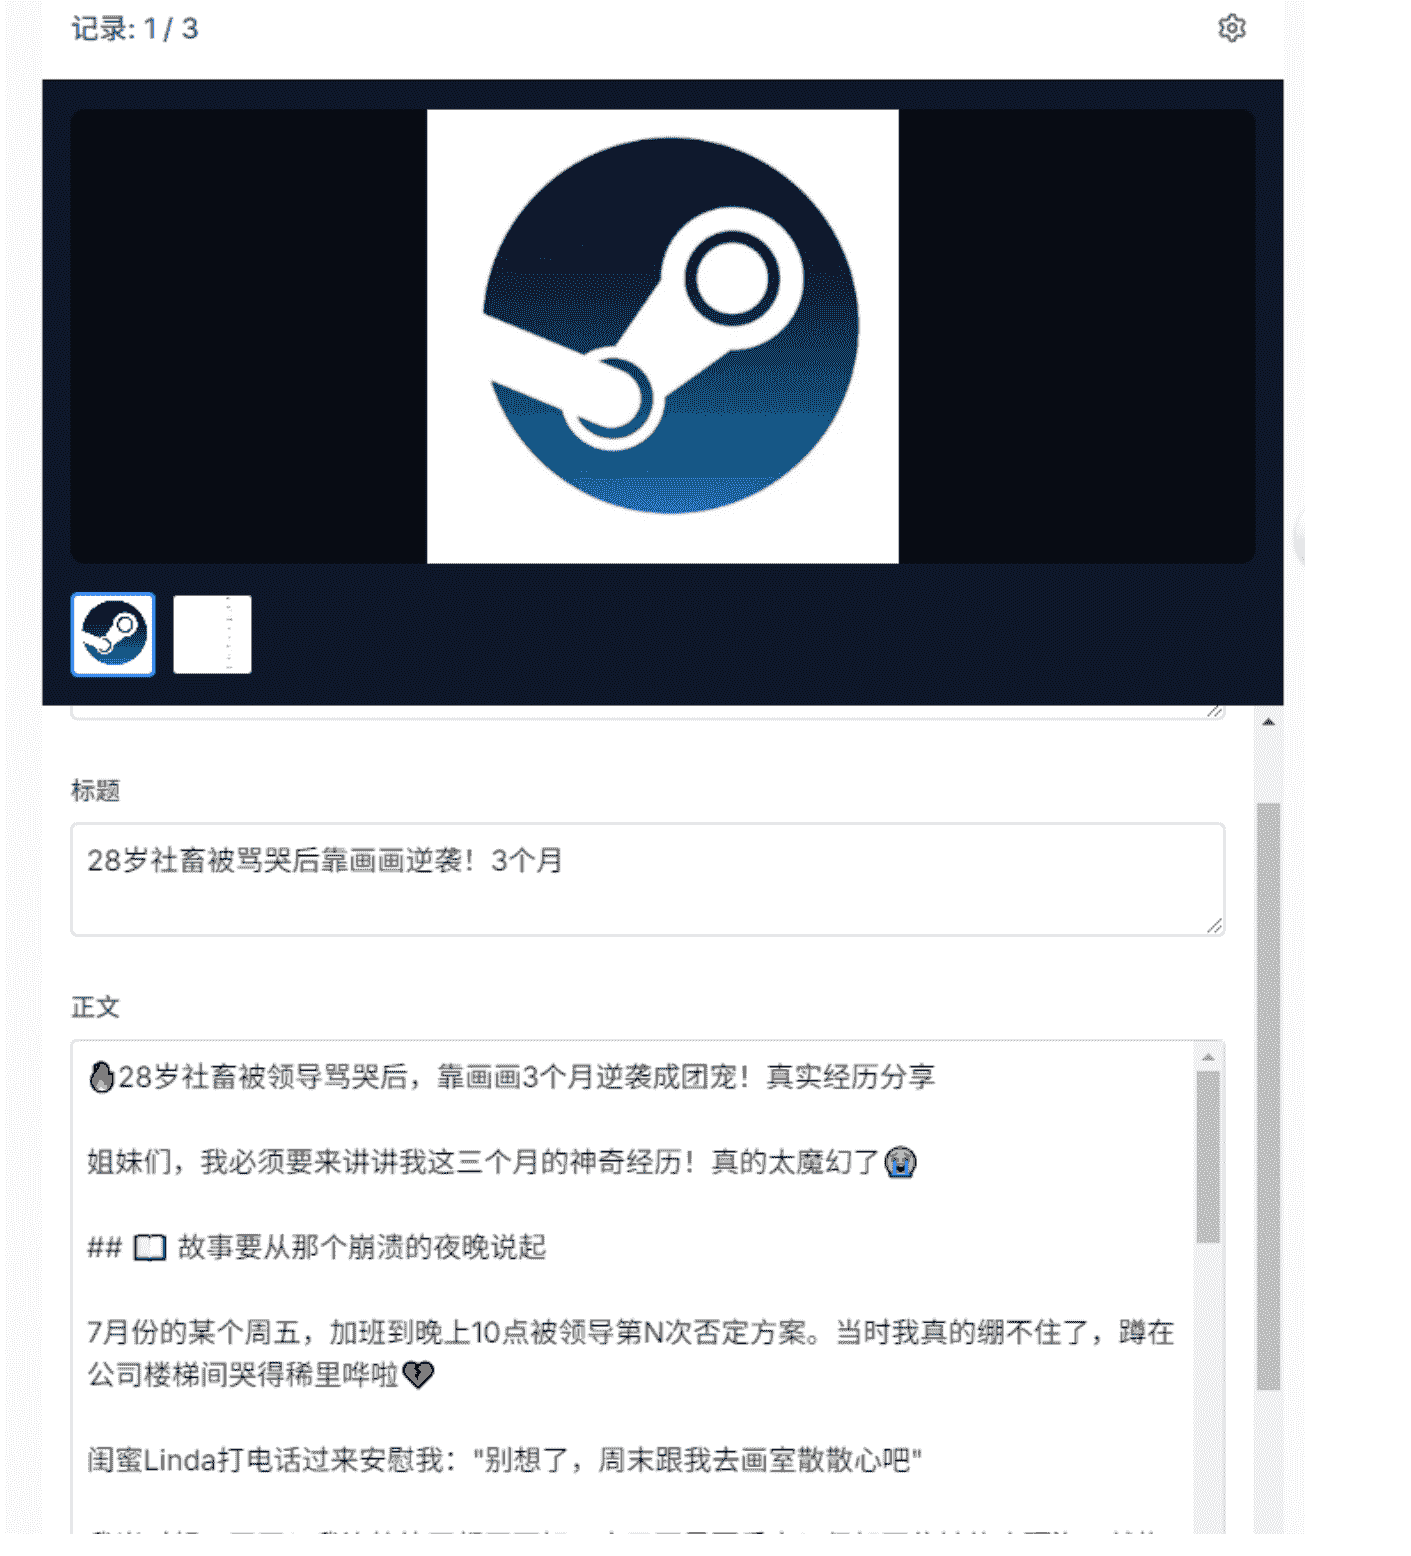 记录: 1 / 3
标题
28岁社畜被骂哭后靠画画逆袭！3个月
正文
🔥28岁社畜被领导骂哭后，靠画画3个月逆袭成团宠！真实经历分享
姐妹们，我必须要来讲讲我这三个月的神奇经历！真的太魔幻了😭
## 📖 故事要从那个崩溃的夜晚说起
7月份的某个周五，加班到晚上10点被领导第N次否定方案。当时我真的绷不住了，蹲在
公司楼梯间哭得稀里哗啦💔
闺蜜Linda打电话过来安慰我："别想了，周末跟我去画室散散心吧"